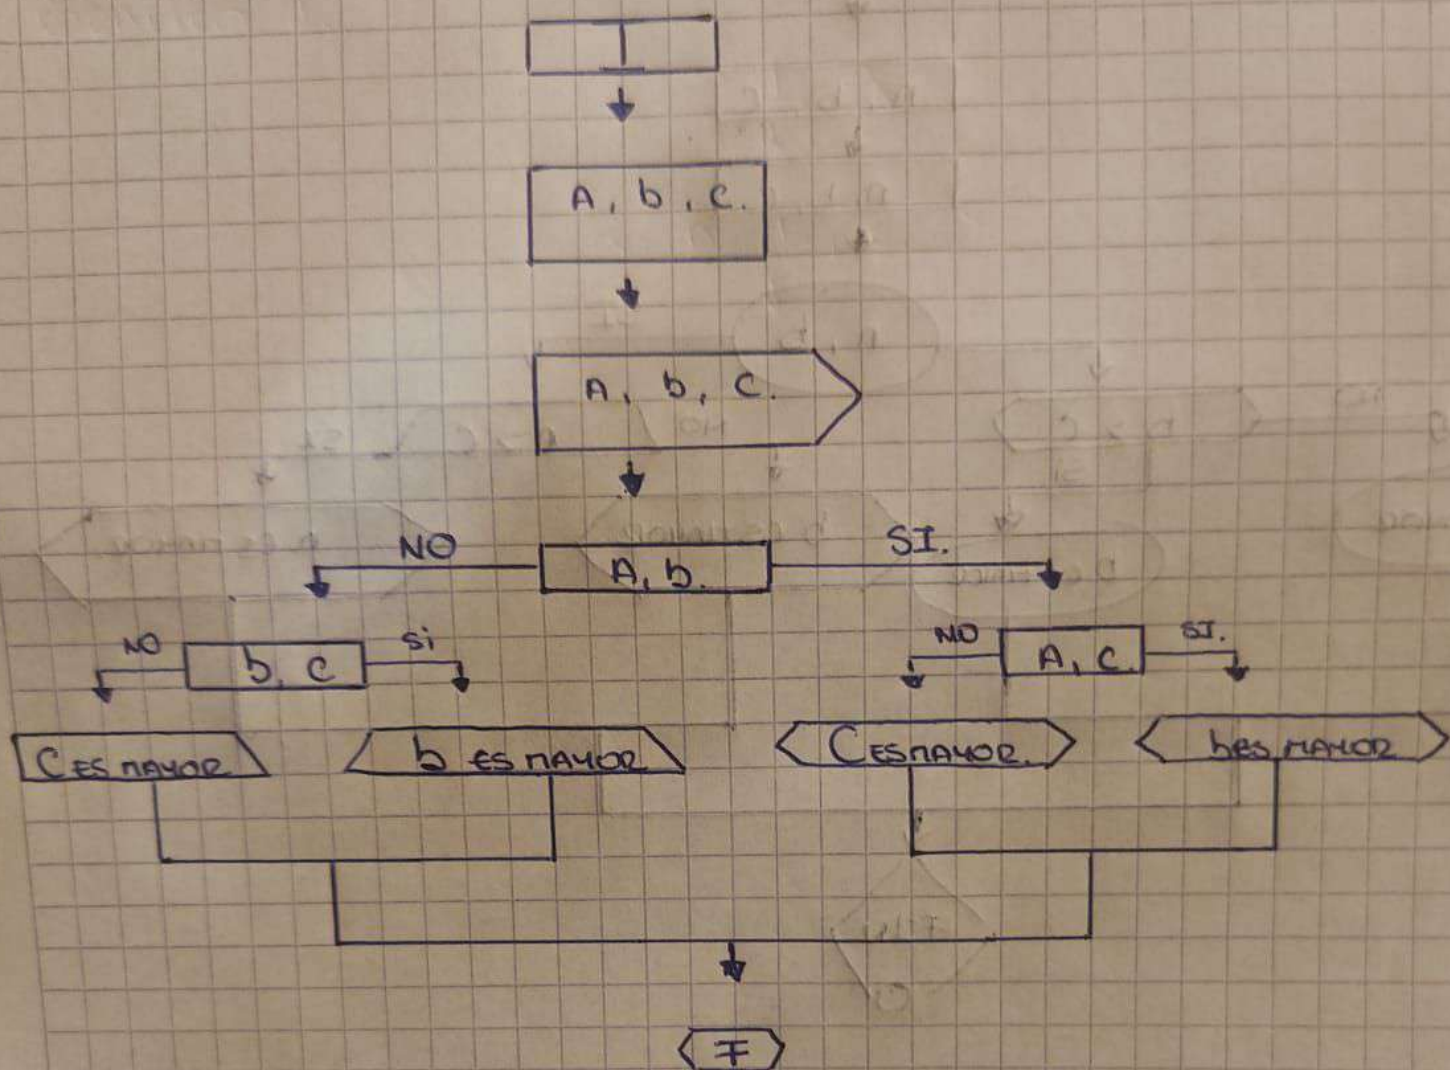 I
A, b, c.
A, b, c.
NO A, b. SI.
NO b, c Si
NO A, c. SI.
C ES MAYOR
b ES MAYOR
C ES MAYOR.
b ES MAYOR
F